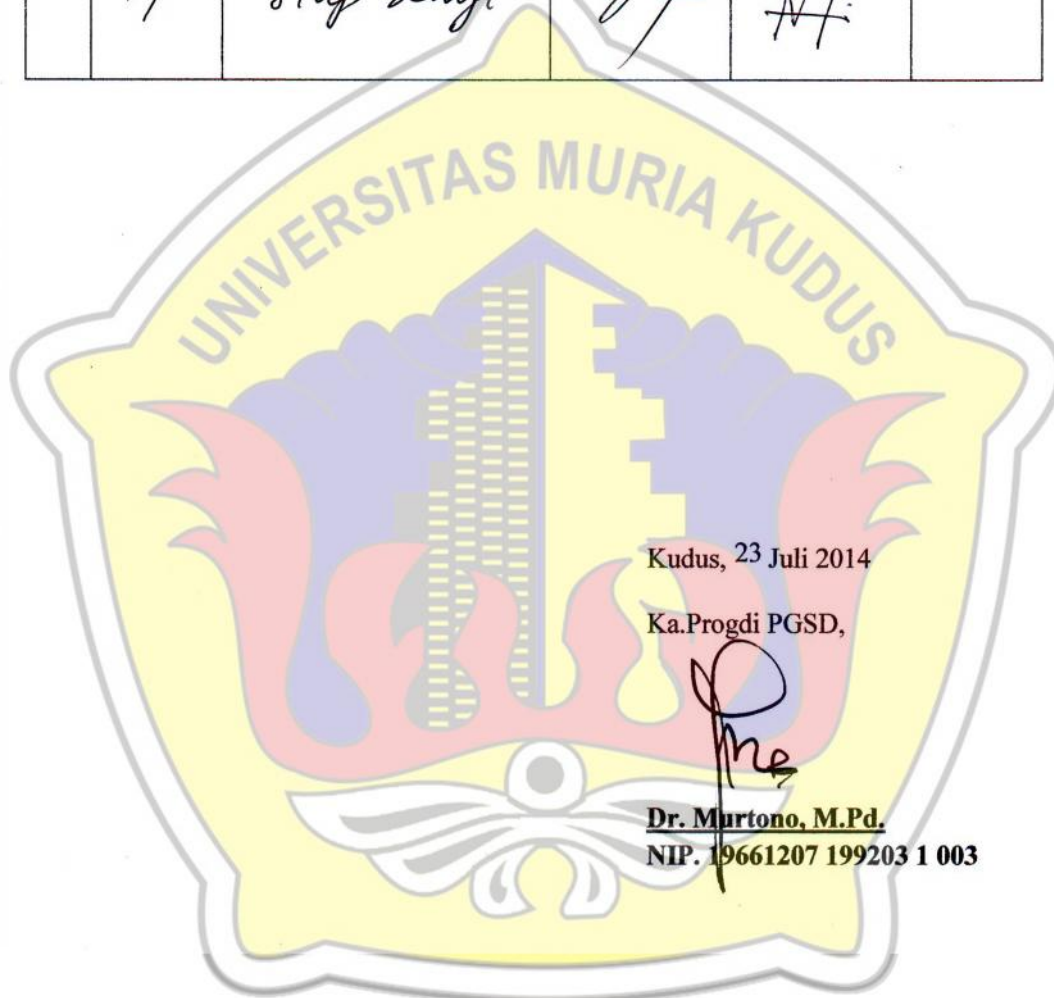 UNIVERSITAS MURIA KUDUS
Kudus, 23 Juli 2014
Ka.Progdi PGSD,
Dr. Murtono, M.Pd.
NIP. 19661207 199203 1 003